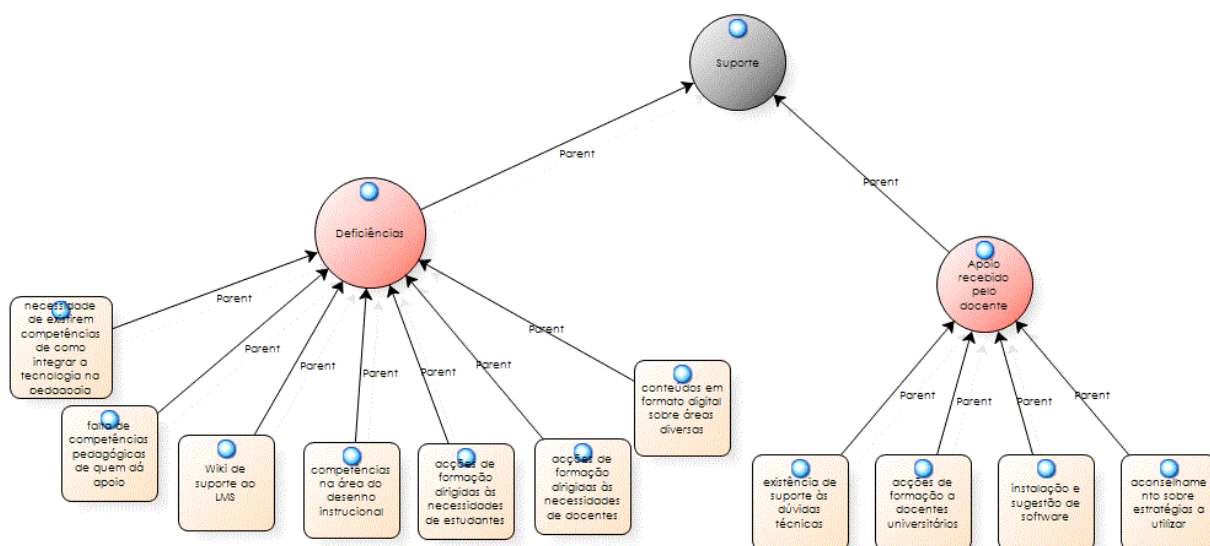 Suporte
Parent
Parent
Deficiências
Apoio
recebido
pelo
docente
necessidade
de existirem
competências
de como
integrar a
tecnologia na
pedagogia
Parent
Parent
Parent
Parent
Parent
Parent
Parent
falta de
competências
pedagógicas
de quem dá
apoio
Wiki de
suporte ao
LMS
competências
na área do
desenho
instrucional
acções de
formação
dirigidas às
necessidades
de estudantes
acções de
formação
dirigidas às
necessidades
de docentes
conteúdos em
formato digital
sobre áreas
diversas
Parent
Parent
Parent
Parent
existência de
suporte às
dúvidas
técnicas
acções de
formação a
docentes
universitários
instalação e
sugestão de
software
aconselhame
nto sobre
estratégias a
utilizar